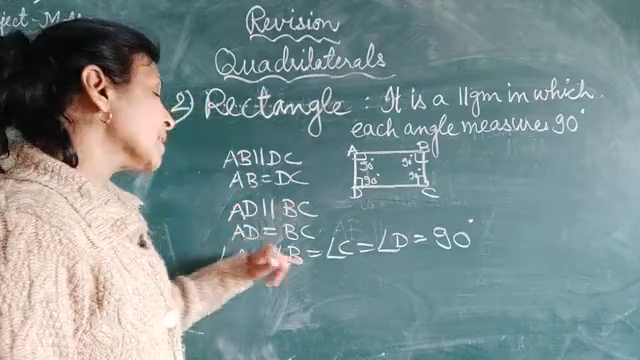 Revision
Quadrilaterals
2) Rectangle : It is a ||gm in which
each angle measures 90°
AB || DC
AB = DC
AD || BC
AD = BC
B = ∠C = ∠D = 90°
A B
90° 90°
90° 90°
D C